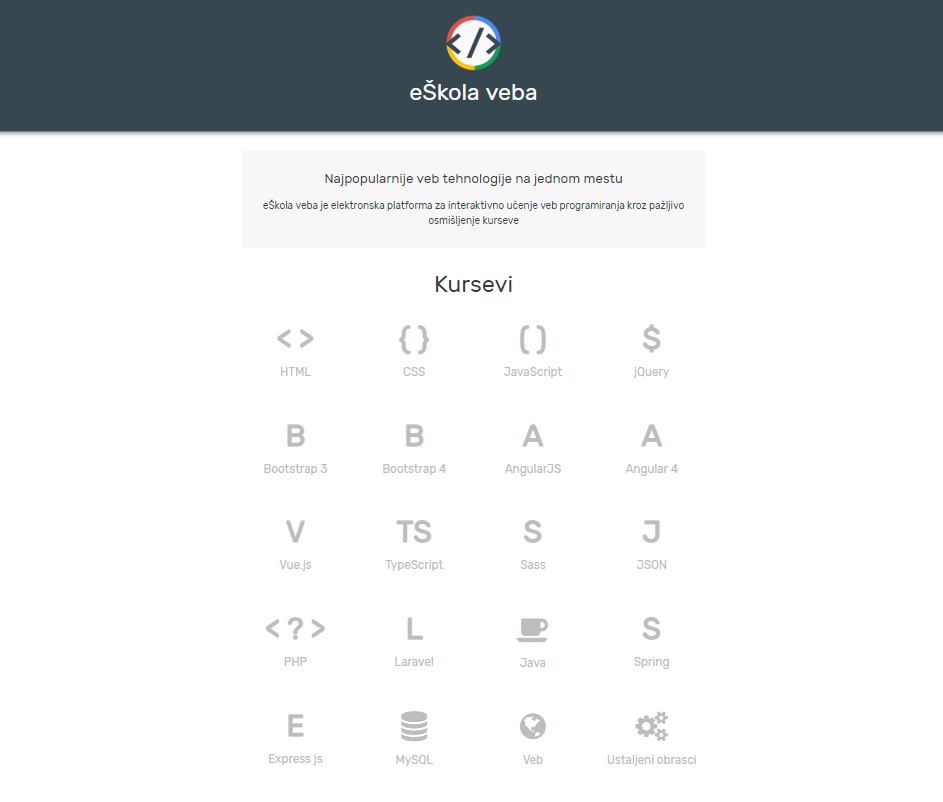 </>
eŠkola veba
Najpopularnije veb tehnologije na jednom mestu
eŠkola veba je elektronska platforma za interaktivno učenje veb programiranja kroz pažljivo
osmišljenje kurseve
Kursevi
< > { } ( ) $
HTML CSS JavaScript jQuery
B B A A
Bootstrap 3 Bootstrap 4 AngularJS Angular 4
V TS S J
Vue.js TypeScript Sass JSON
< ? > L S
PHP Laravel Java Spring
E
Express js MySQL Veb Ustaljeni obrasci